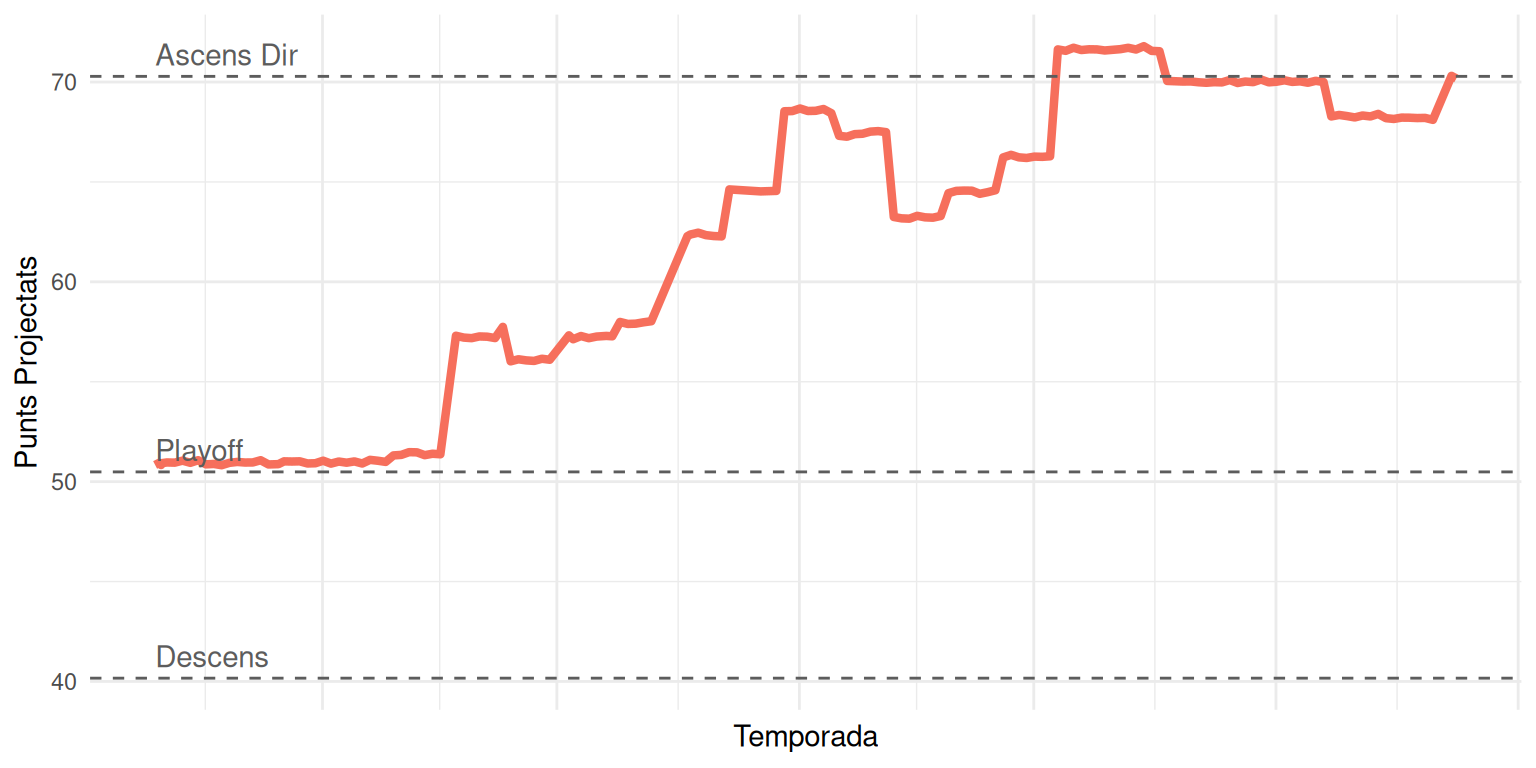 Ascens Dir
70
60
Punts Projectats
Playoff
50
Descens
40
Temporada